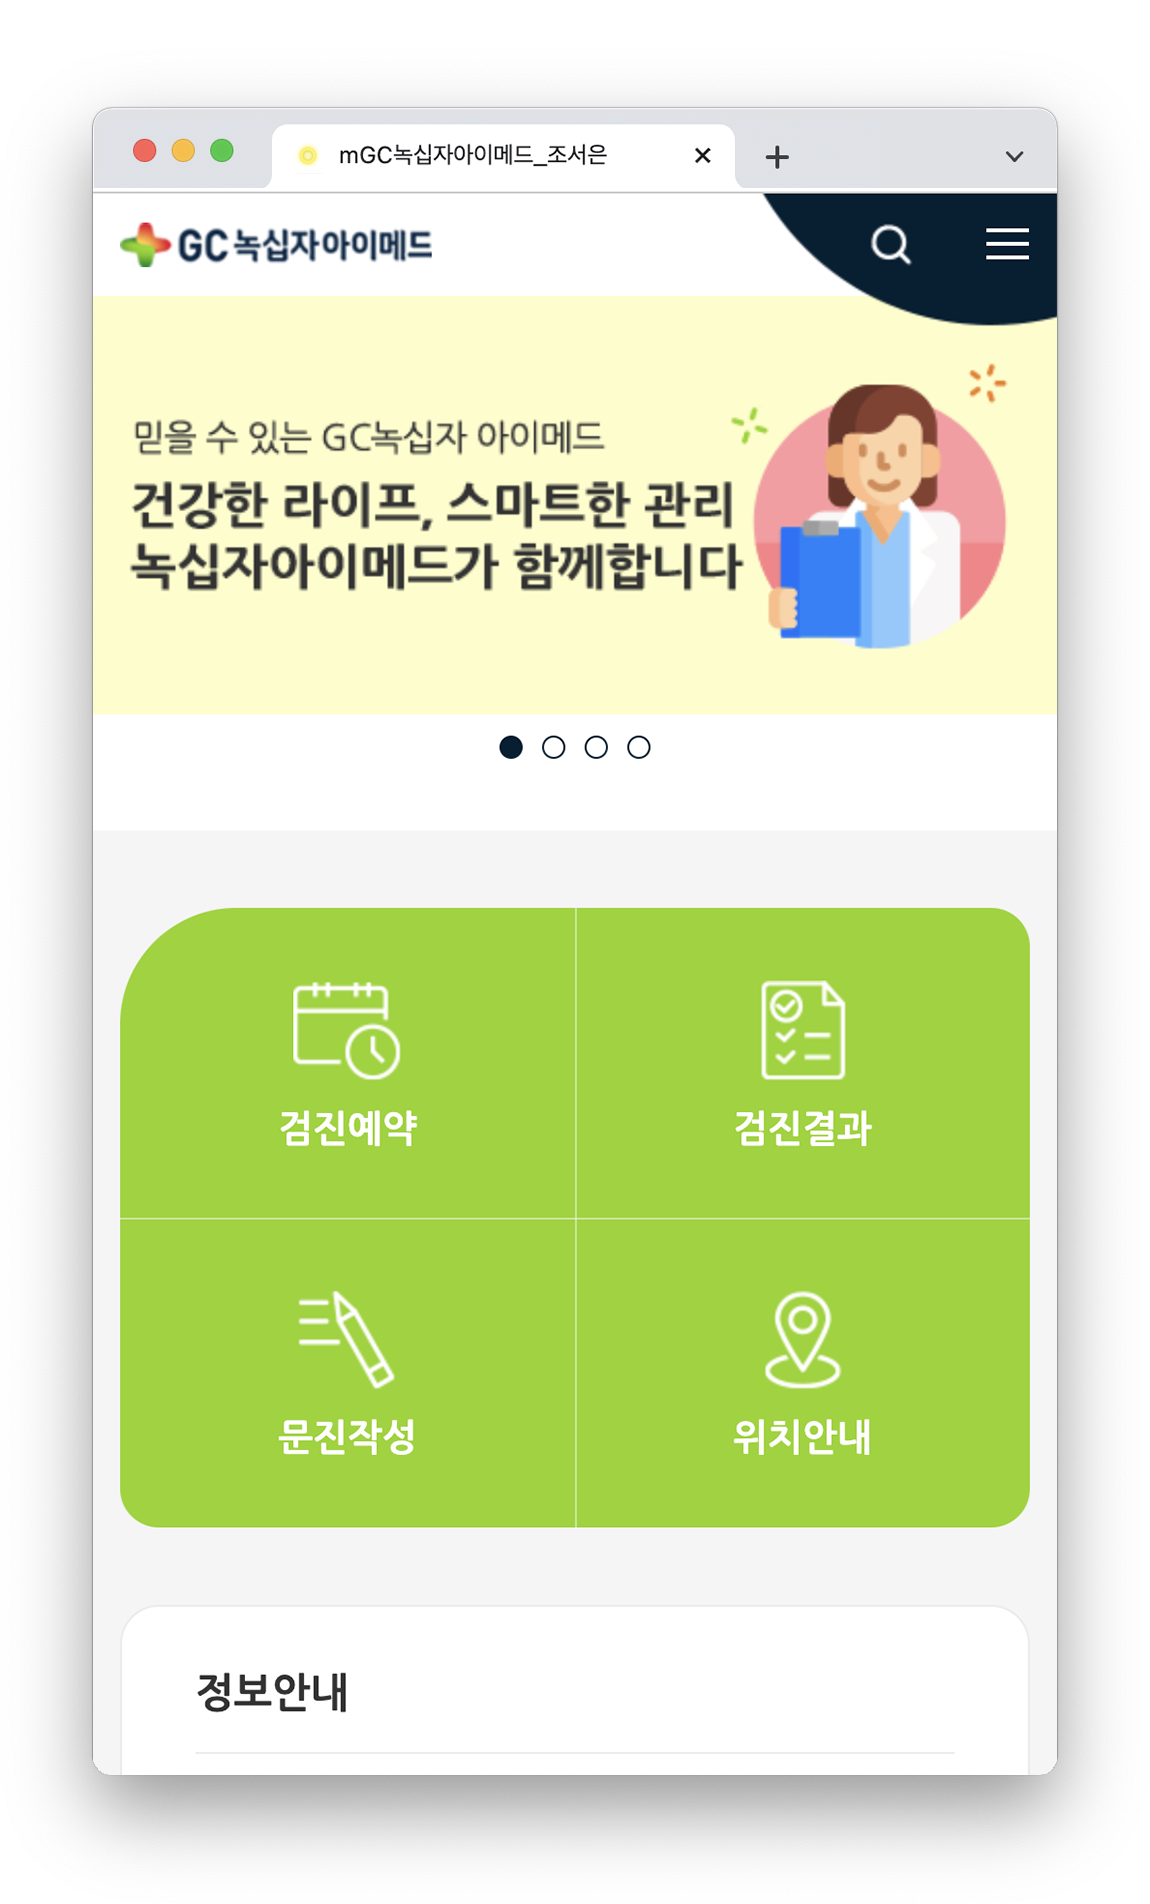 mGC녹십자아이메드_조서은
GC 녹십자아이메드
믿을 수 있는 GC녹십자 아이메드
건강한 라이프, 스마트한 관리
녹십자아이메드가 함께합니다
검진예약
검진결과
문진작성
위치안내
정보안내